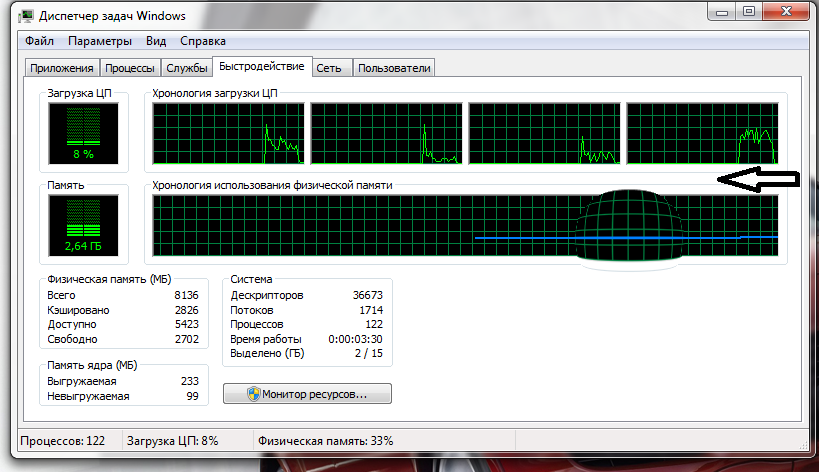 Диспетчер задач Windows
Файл Параметры Вид Справка
Приложения Процессы Службы Быстродействие Сеть Пользователи
Загрузка ЦП
8 %
Хронология загрузки ЦП
Память
2,64 ГБ
Хронология использования физической памяти
Физическая память (МБ)
Всего 8136
Кэшировано 2826
Доступно 5423
Свободно 2702
Система
Дескрипторов 36673
Потоков 1714
Процессов 122
Время работы 0:00:03:30
Выделено (ГБ) 2 / 15
Память ядра (МБ)
Выгружаемая 233
Невыгружаемая 99
Монитор ресурсов...
Процессов: 122 Загрузка ЦП: 8% Физическая память: 33%